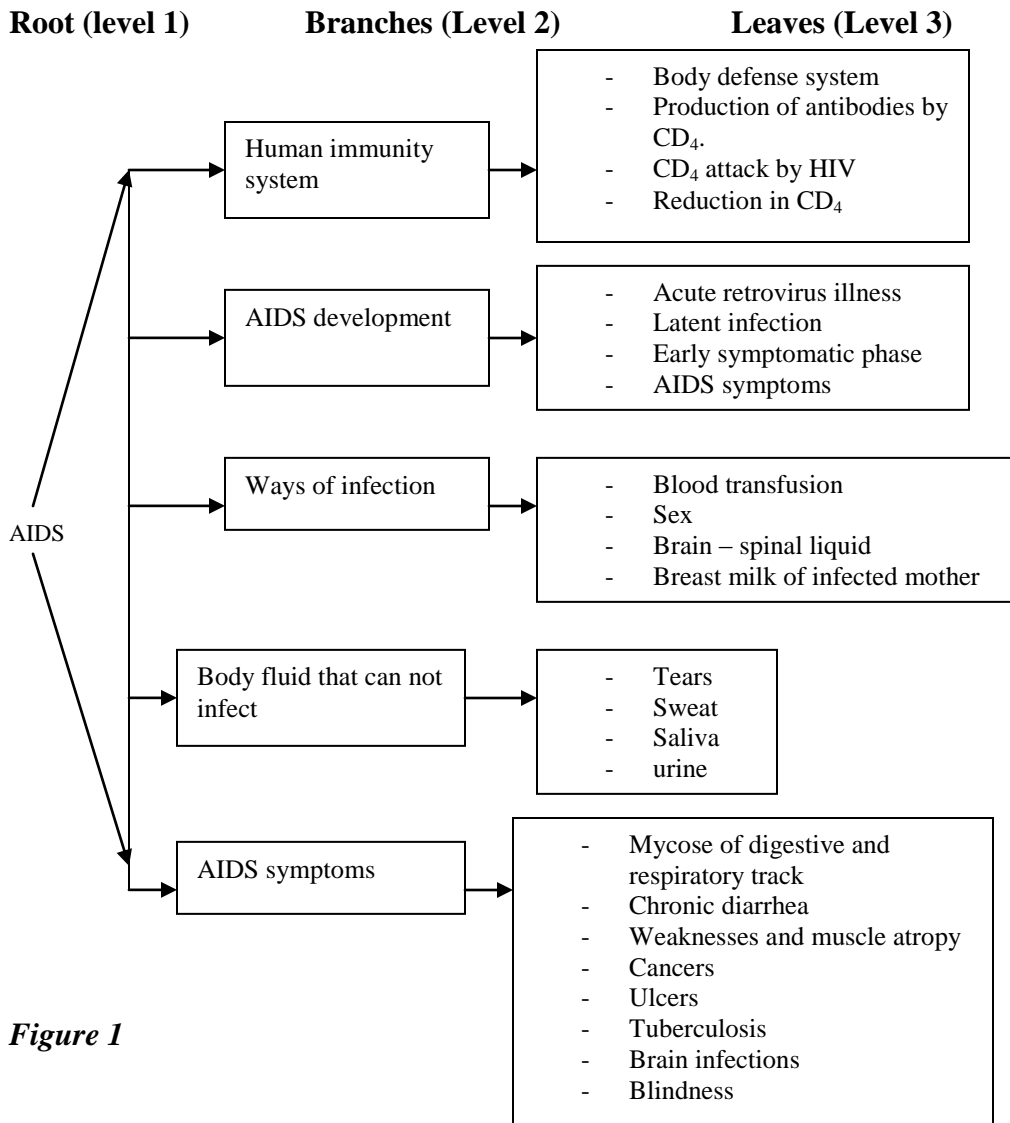 Root (level 1) Branches (Level 2) Leaves (Level 3)
Human immunity
system
- Body defense system
- Production of antibodies by
CD₄.
- CD₄ attack by HIV
- Reduction in CD₄
AIDS development
- Acute retrovirus illness
- Latent infection
- Early symptomatic phase
- AIDS symptoms
Ways of infection
- Blood transfusion
- Sex
- Brain – spinal liquid
- Breast milk of infected mother
AIDS
Body fluid that can not
infect
- Tears
- Sweat
- Saliva
- urine
AIDS symptoms
- Mycose of digestive and
respiratory track
- Chronic diarrhea
- Weaknesses and muscle atropy
- Cancers
- Ulcers
- Tuberculosis
- Brain infections
- Blindness
Figure 1